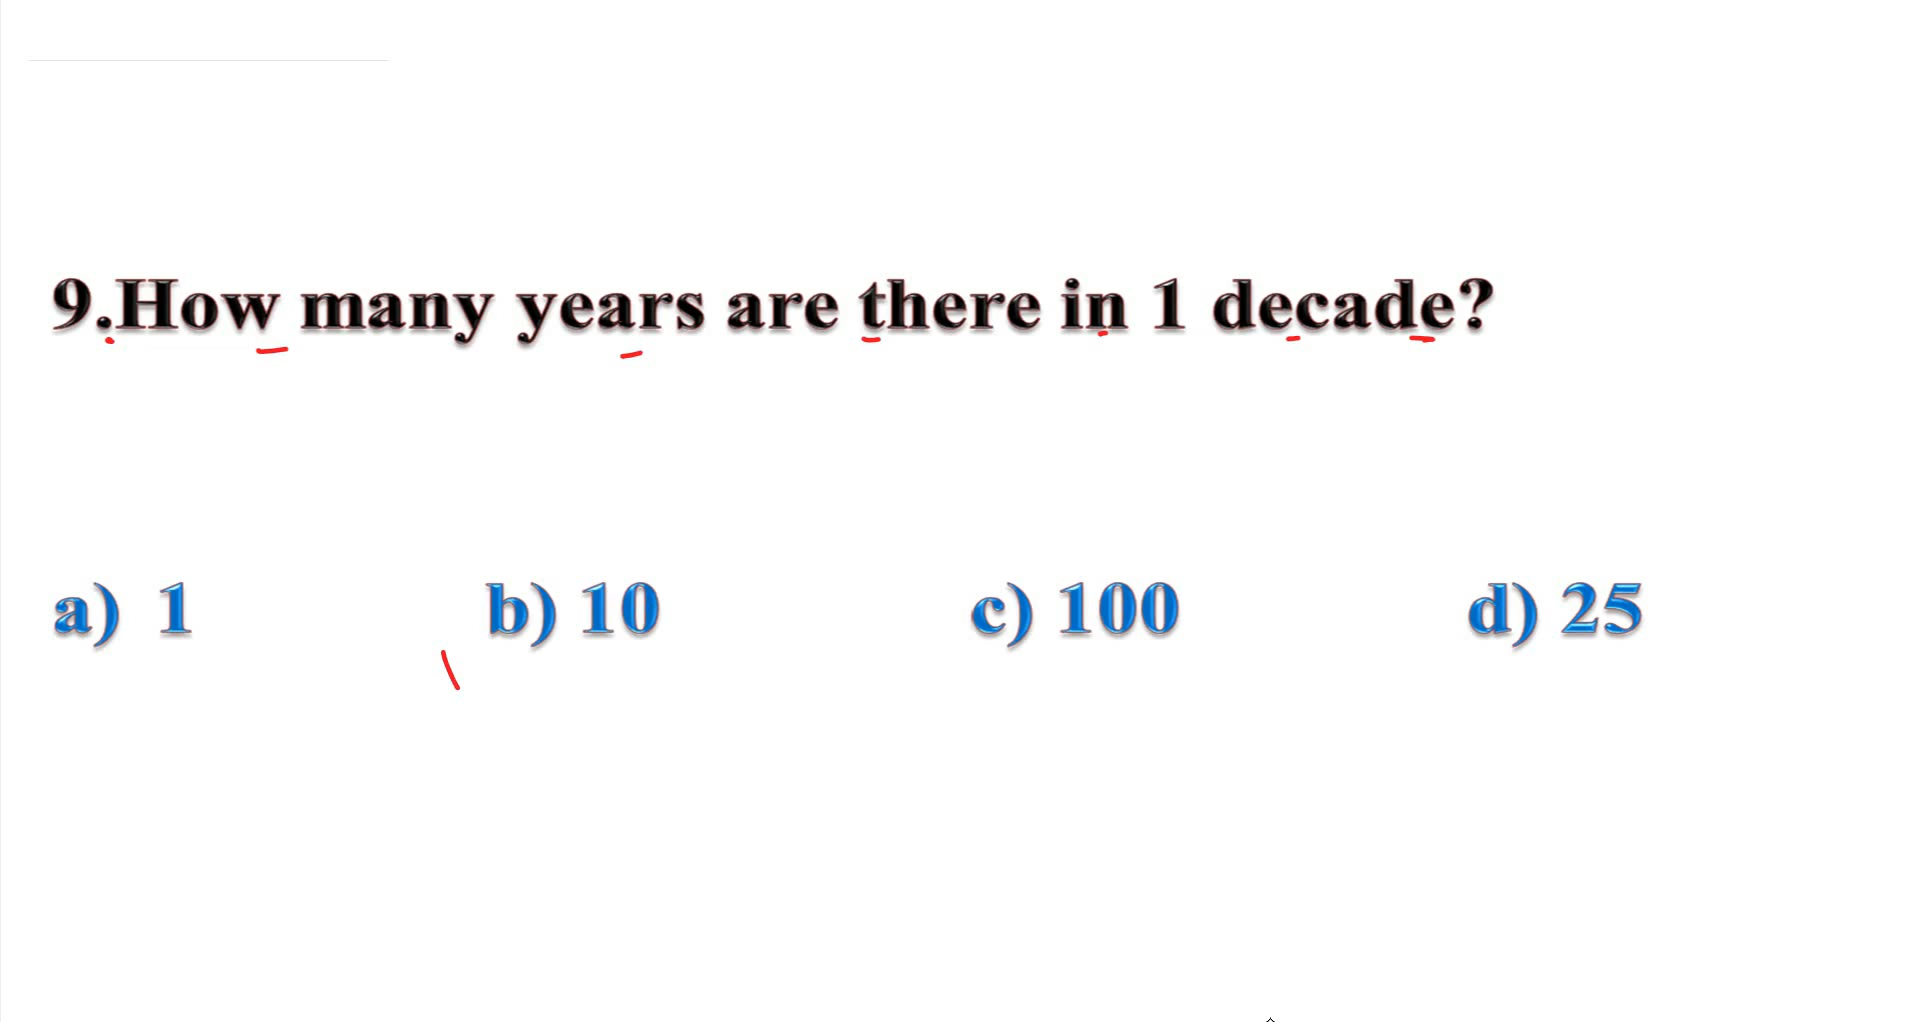 9.How many years are there in 1 decade?
a) 1 b) 10 c) 100 d) 25